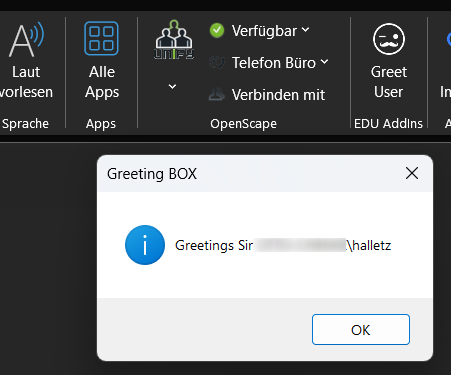 Laut
vorlesen
Sprache
Alle
Apps
Apps
UNIFY
Verfügbar
Telefon Büro
Verbinden mit
OpenScape
Greet
User
EDU AddIns
Greeting BOX
Greetings Sir \halletz
OK